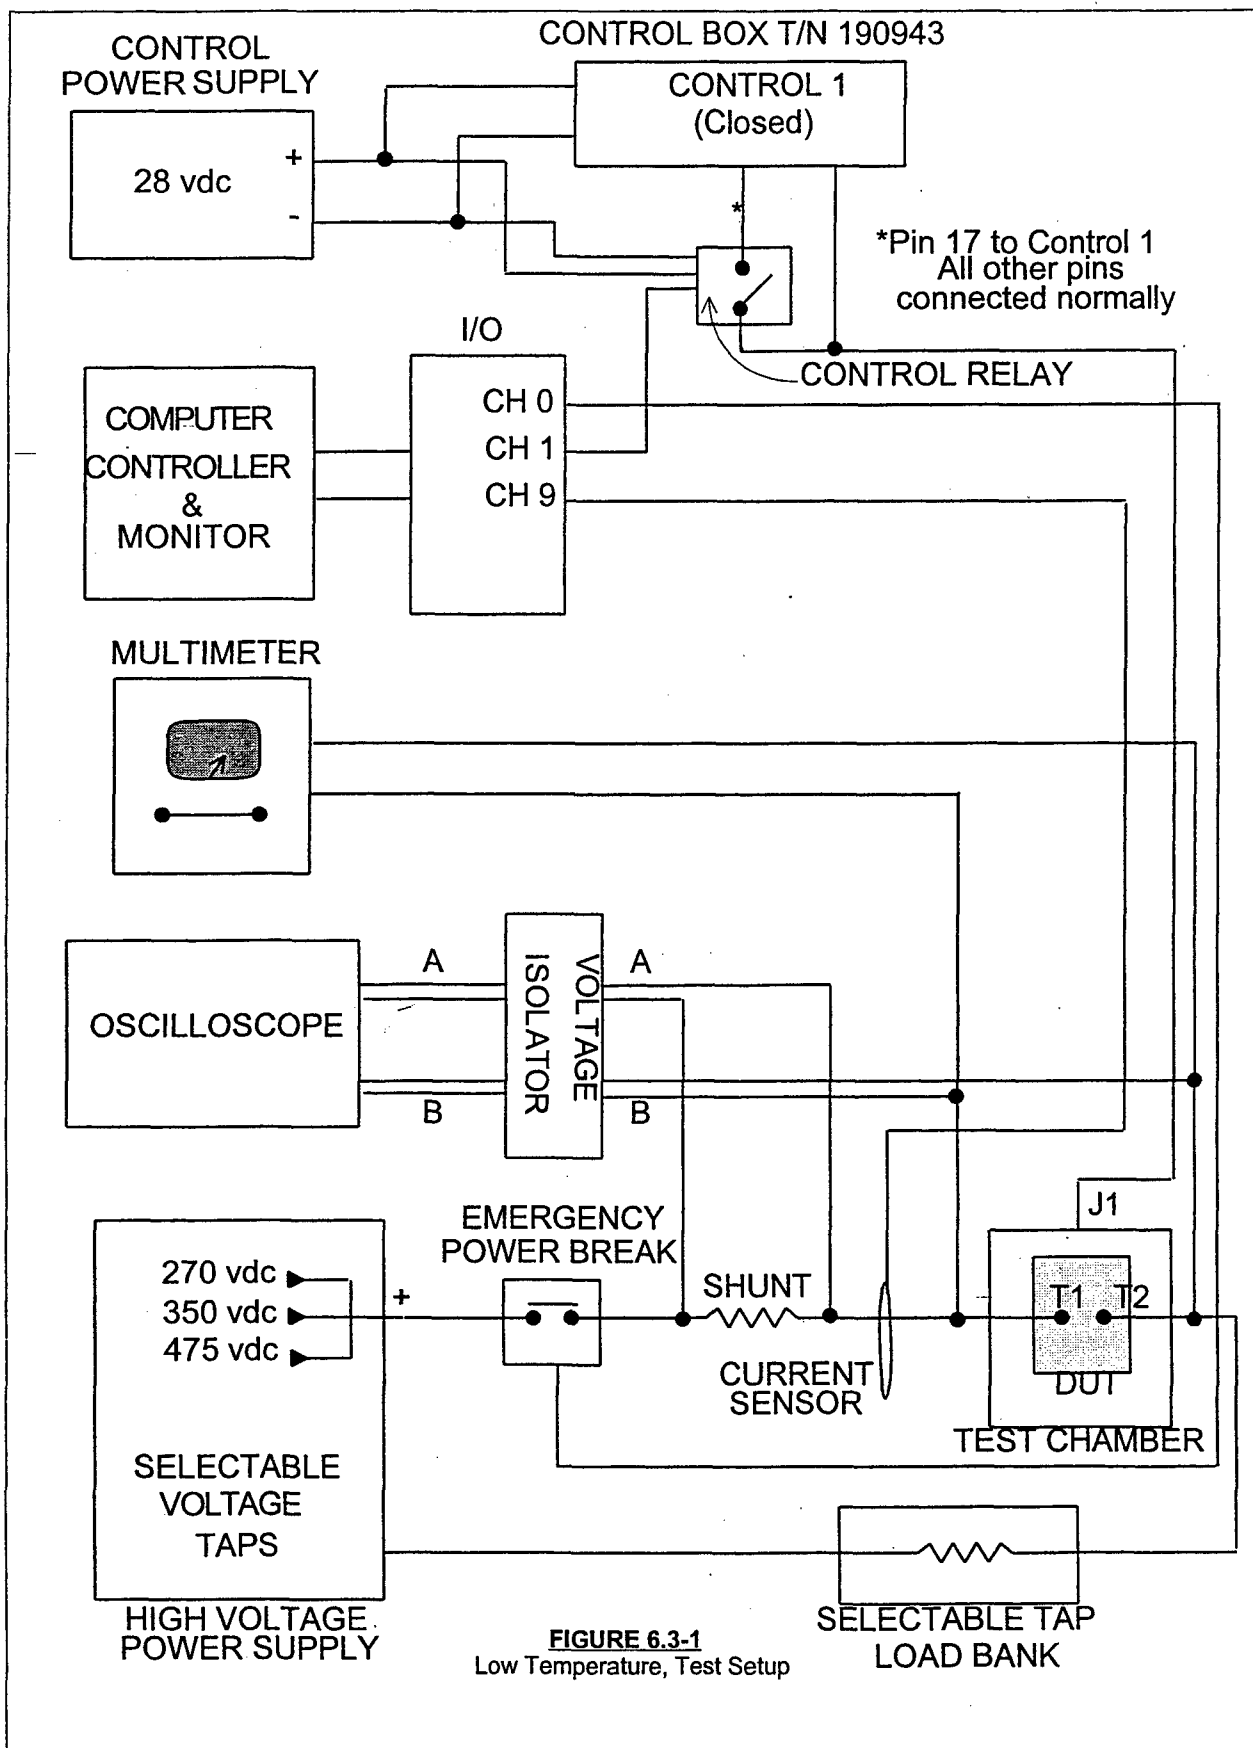 CONTROL BOX T/N 190943
CONTROL
POWER SUPPLY
CONTROL 1
(Closed)
28 vdc
+
-
*
*Pin 17 to Control 1
All other pins
connected normally
I/O
CONTROL RELAY
CH 0
CH 1
CH 9
COMPUTER
CONTROLLER
&
MONITOR
MULTIMETER
OSCILLOSCOPE
A
B
VOLTAGE
ISOLATOR
A
B
J1
EMERGENCY
POWER BREAK
270 vdc
350 vdc
475 vdc
+
SHUNT
T1 T2
DUT
CURRENT
SENSOR
TEST CHAMBER
SELECTABLE
VOLTAGE
TAPS
HIGH VOLTAGE
POWER SUPPLY
SELECTABLE TAP
LOAD BANK
FIGURE 6.3-1
Low Temperature, Test Setup